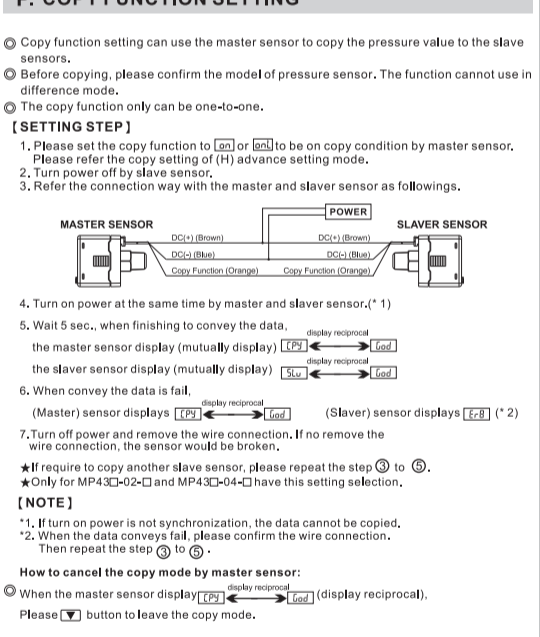 F. COPY FUNCTION SETTING
◎ Copy function setting can use the master sensor to copy the pressure value to the slave
sensors.
◎ Before copying, please confirm the model of pressure sensor. The function cannot use in
difference mode.
◎ The copy function only can be one-to-one.
【SETTING STEP】
1. Please set the copy function to on or onL to be on copy condition by master sensor.
Please refer the copy setting of (H) advance setting mode.
2. Turn power off by slave sensor.
3. Refer the connection way with the master and slaver sensor as followings.
POWER
MASTER SENSOR SLAVER SENSOR
DC(+) (Brown) DC(+) (Brown)
DC(-) (Blue) DC(-) (Blue)
Copy Function (Orange) Copy Function (Orange)
4. Turn on power at the same time by master and slaver sensor.(* 1)
5. Wait 5 sec., when finishing to convey the data,
display reciprocal
the master sensor display (mutually display) CPY God
display reciprocal
the slaver sensor display (mutually display) SLv God
6. When convey the data is fail,
display reciprocal
(Master) sensor displays CPY God (Slaver) sensor displays Er8 (* 2)
7.Turn off power and remove the wire connection. If no remove the
wire connection, the sensor would be broken.
★If require to copy another slave sensor, please repeat the step ③ to ⑤.
★Only for MP43□-02-□ and MP43□-04-□ have this setting selection.
【NOTE】
*1. If turn on power is not synchronization, the data cannot be copied.
*2. When the data conveys fail, please confirm the wire connection.
Then repeat the step ③ to ⑤.
How to cancel the copy mode by master sensor:
display reciprocal
◎ When the master sensor display CPY God (display reciprocal),
Please ▼ button to leave the copy mode.